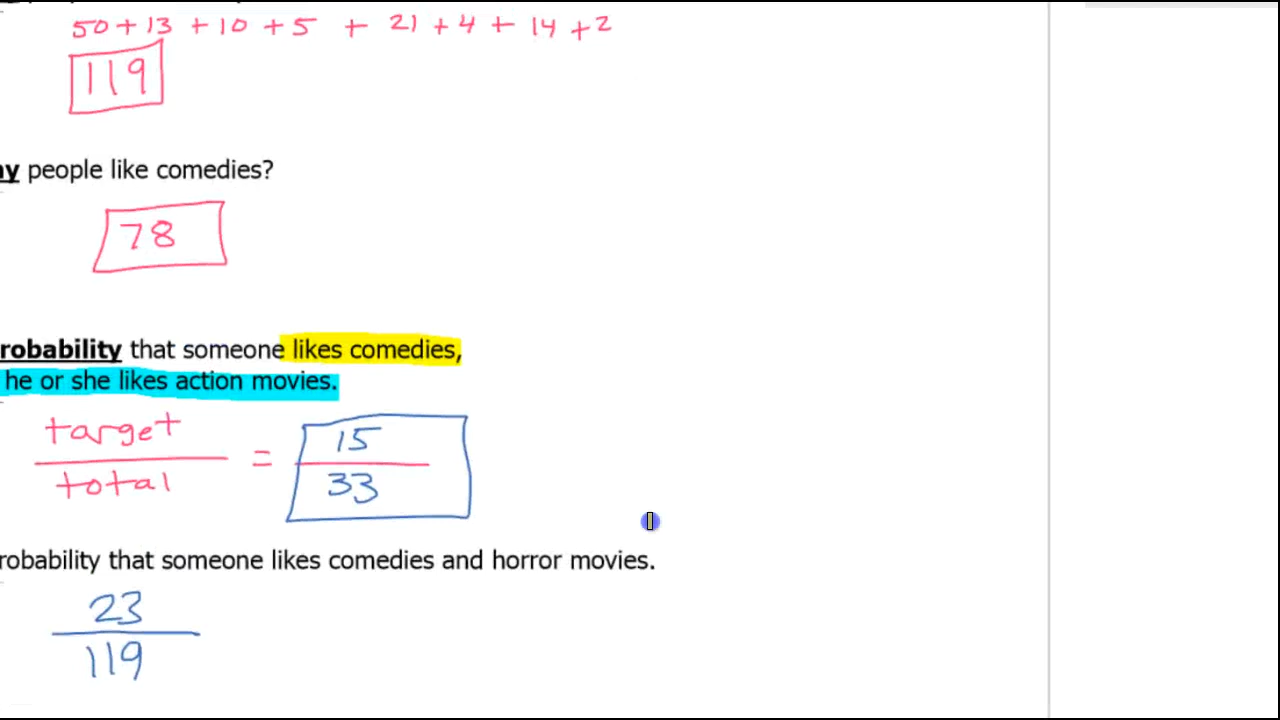 50 + 13 + 10 + 5 + 21 + 4 + 14 + 2
119
people like comedies?
78
robability that someone likes comedies,
he or she likes action movies.
target
total
=
15
33
robability that someone likes comedies and horror movies.
23
119